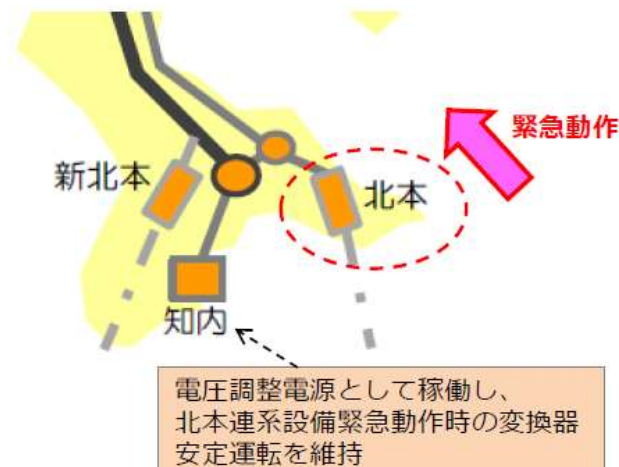 緊急動作
新北本
北本
知内
電圧調整電源として稼働し、
北本連系設備緊急動作時の変換器
安定運転を維持